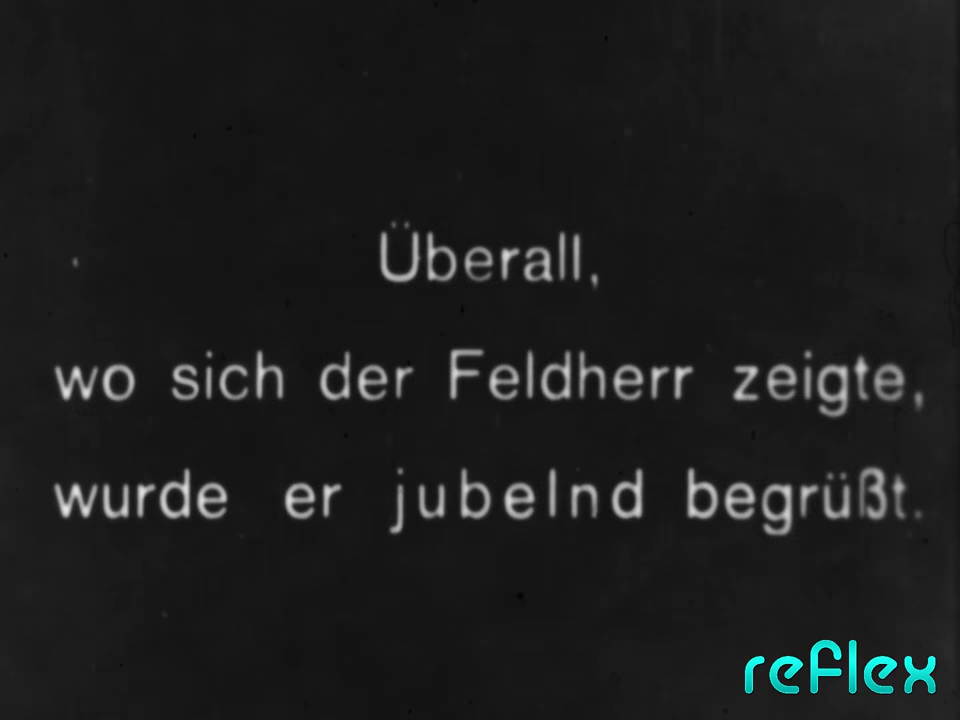 Überall,
wo sich der Feldherr zeigte,
wurde er jubelnd begrüßt.
reflex